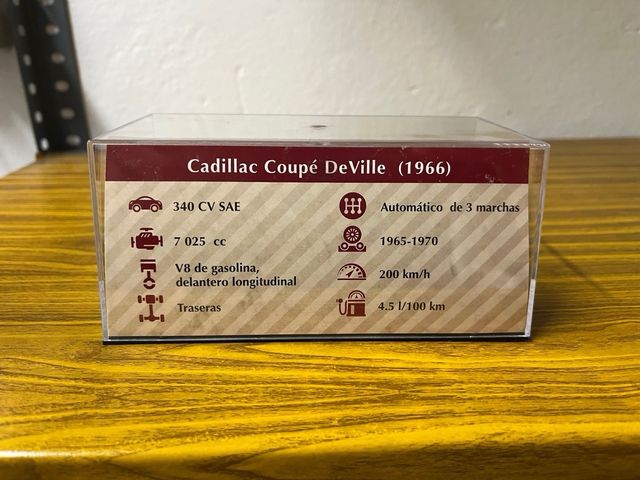 Cadillac Coupé DeVille (1966)
340 CV SAE
7 025 cc
V8 de gasolina,
delantero longitudinal
Traseras
Automático de 3 marchas
1965-1970
200 km/h
4.5 l/100 km